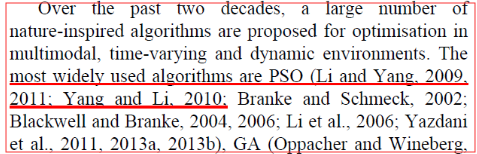 Over the past two decades, a large number of
nature-inspired algorithms are proposed for optimisation in
multimodal, time-varying and dynamic environments. The
most widely used algorithms are PSO (Li and Yang, 2009,
2011; Yang and Li, 2010; Branke and Schmeck, 2002;
Blackwell and Branke, 2004, 2006; Li et al., 2006; Yazdani
et al., 2011, 2013a, 2013b), GA (Oppacher and Wineberg,